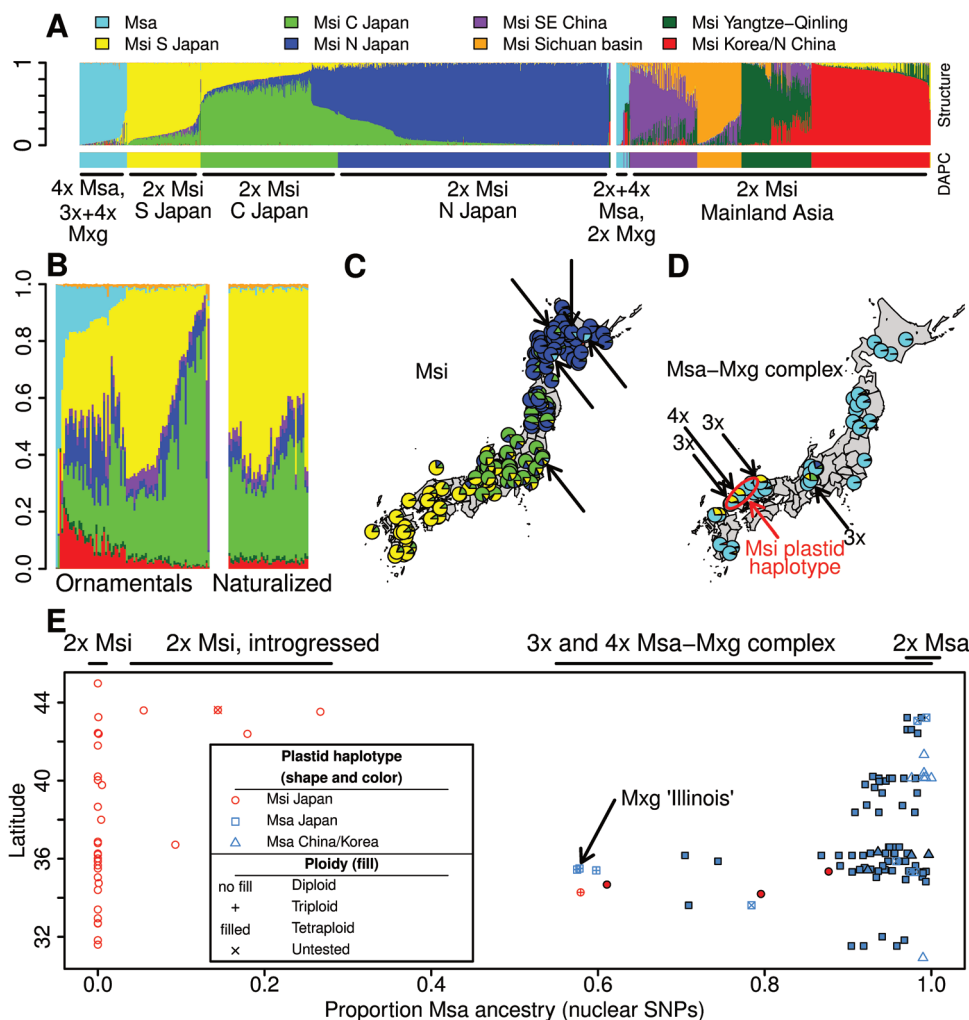 A
Msa
Msi S Japan
Msi C Japan
Msi N Japan
Msi SE China
Msi Sichuan basin
Msi Yangtze−Qinling
Msi Korea/N China
1
0
Structure
DAPC
4x Msa,
3x+4x
Mxg
2x Msi
S Japan
2x Msi
C Japan
2x Msi
N Japan
2x+4x
Msa,
2x Mxg
2x Msi
Mainland Asia
B
1.0
0.8
0.6
0.4
0.2
0.0
Ornamentals
Naturalized
C
Msi
D
Msa−Mxg complex
4x
3x
3x
3x
Msi plastid
haplotype
E
2x Msi
2x Msi, introgressed
3x and 4x Msa−Mxg complex
2x Msa
Latitude
44
40
36
32
Plastid haplotype
(shape and color)
Msi Japan
Msa Japan
Msa China/Korea
Ploidy (fill)
no fill Diploid
+ Triploid
filled Tetraploid
× Untested
Mxg 'Illinois'
0.0 0.2 0.4 0.6 0.8 1.0
Proportion Msa ancestry (nuclear SNPs)